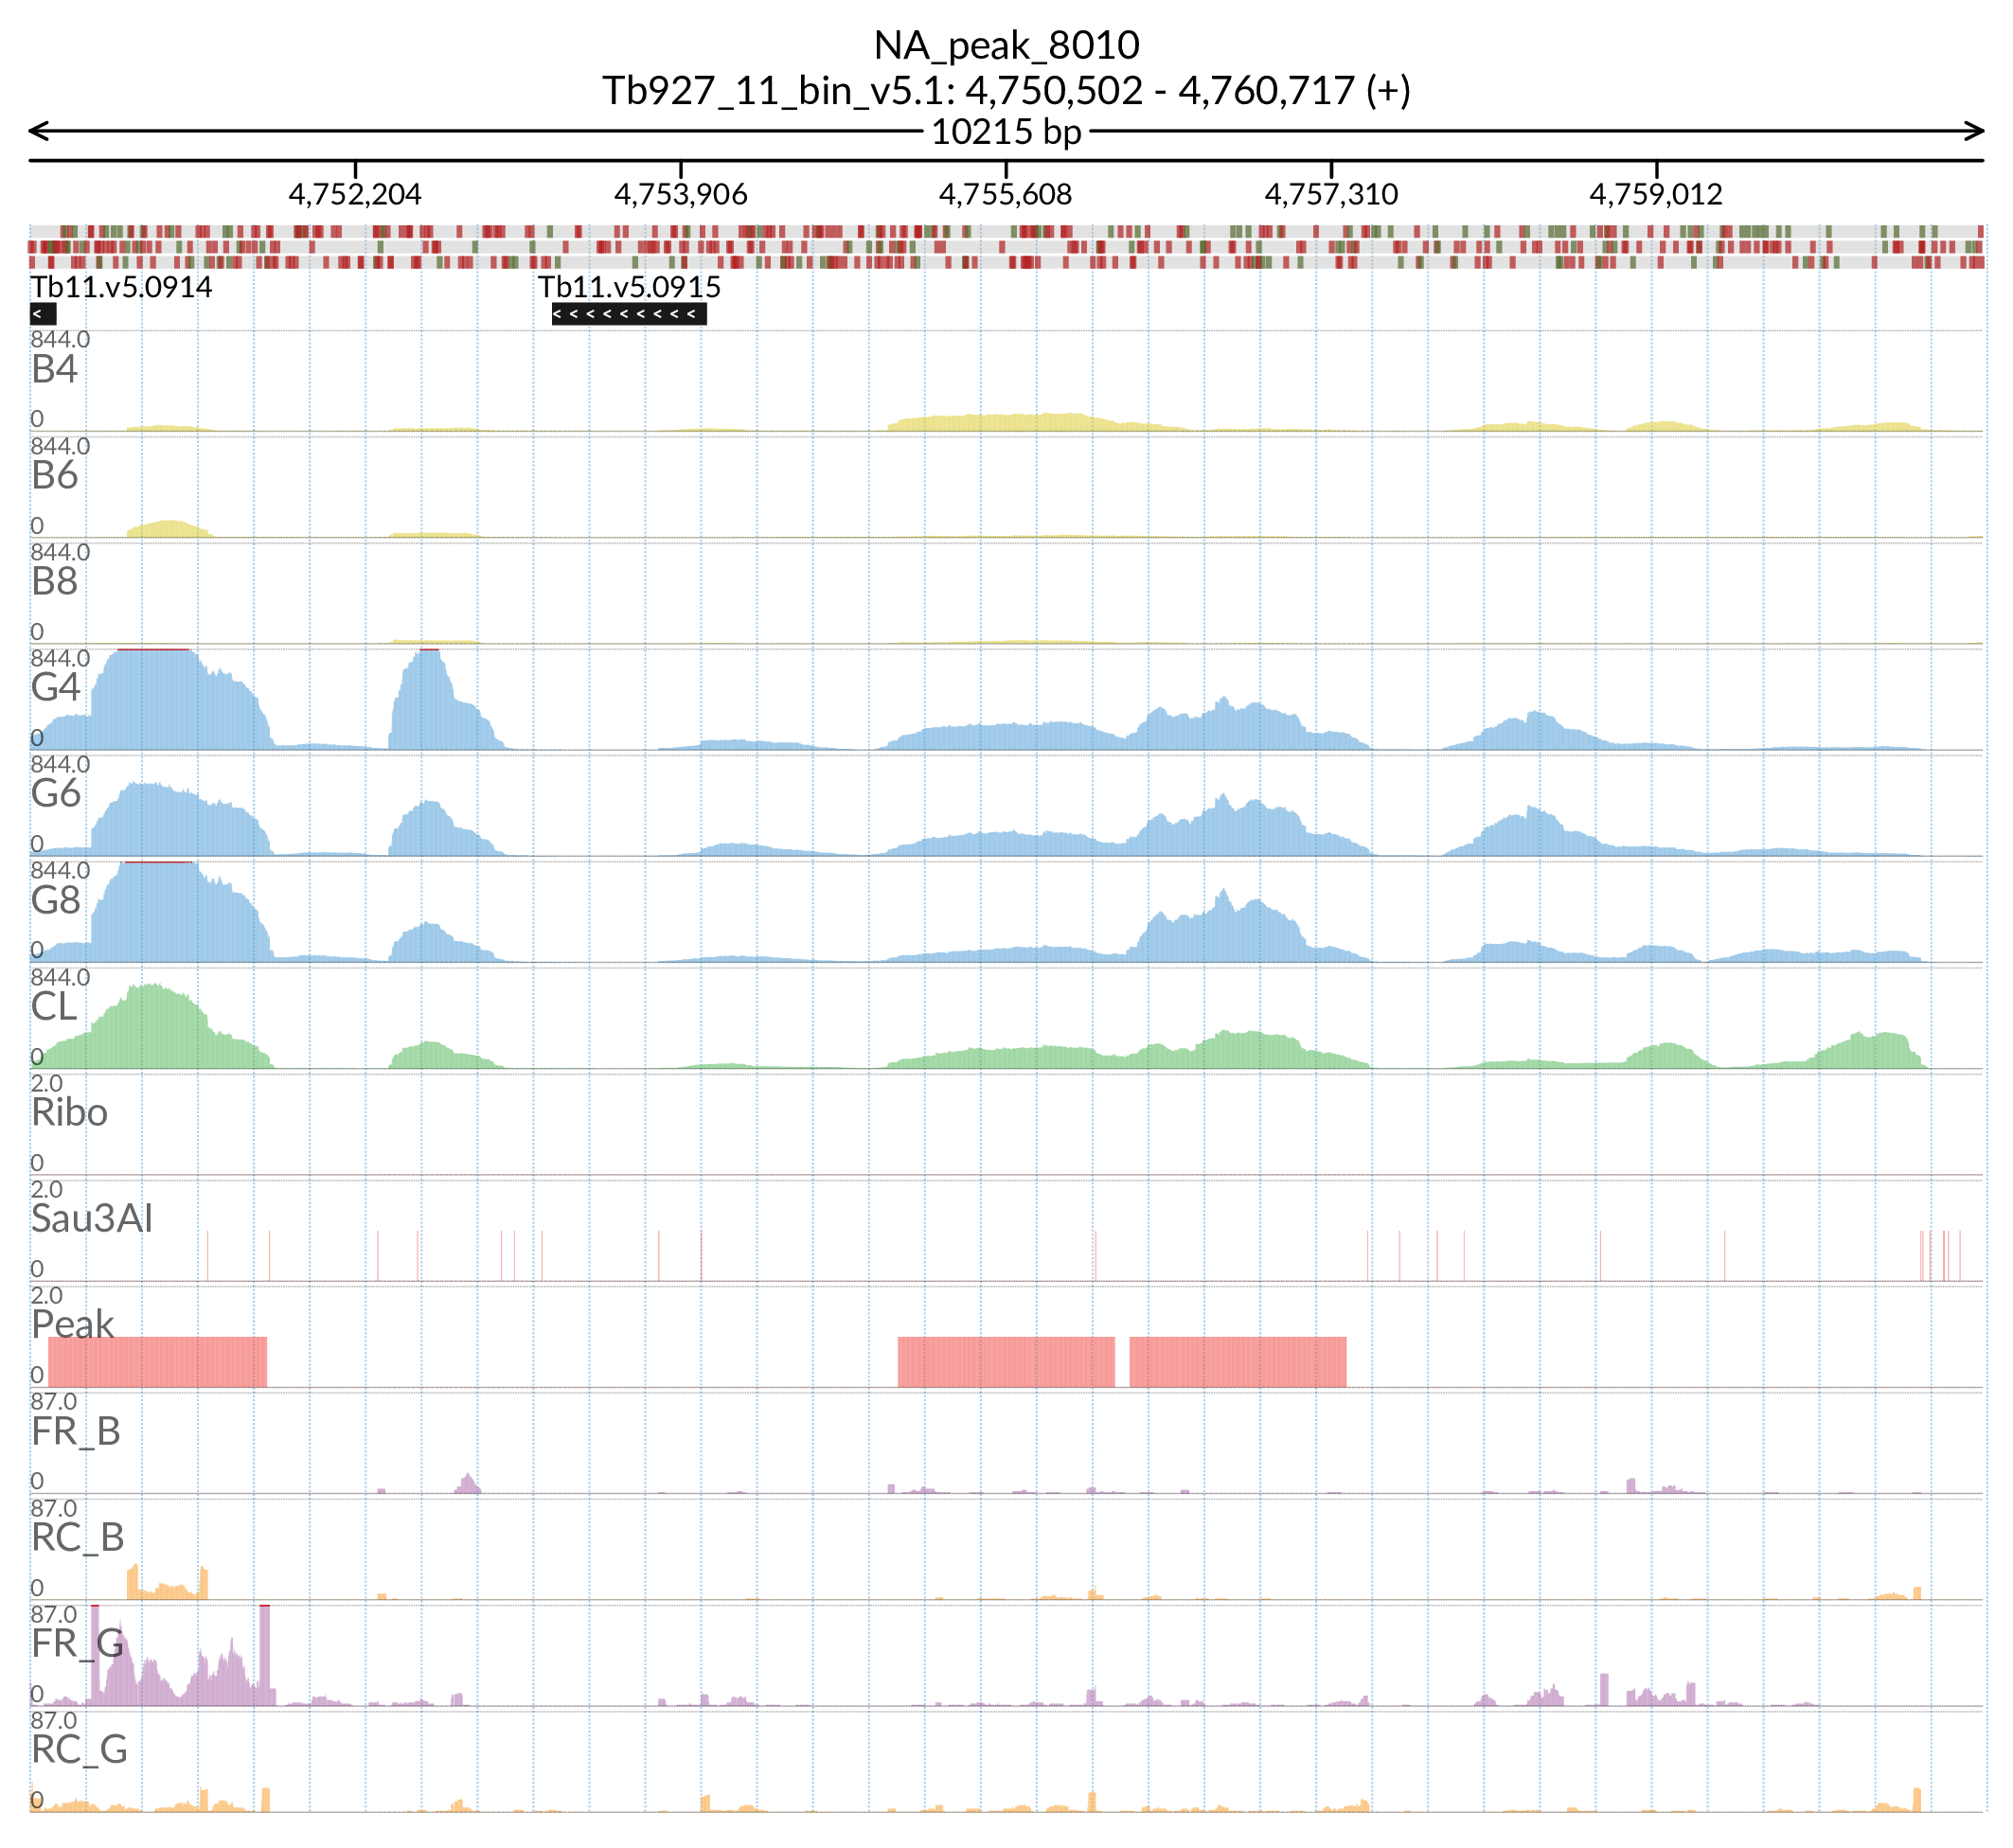 NA_peak_8010
Tb927_11_bin_v5.1: 4,750,502 - 4,760,717 (+)
10215 bp
4,752,204 4,753,906 4,755,608 4,757,310 4,759,012
Tb11.v5.0914 Tb11.v5.0915
< < < < < < < < < <
844.0
B4
0
844.0
B6
0
844.0
B8
0
844.0
G4
0
844.0
G6
0
844.0
G8
0
844.0
CL
0
2.0
Ribo
0
2.0
Sau3AI
0
2.0
Peak
0
87.0
FR_B
0
87.0
RC_B
0
87.0
FR_G
0
87.0
RC_G
0